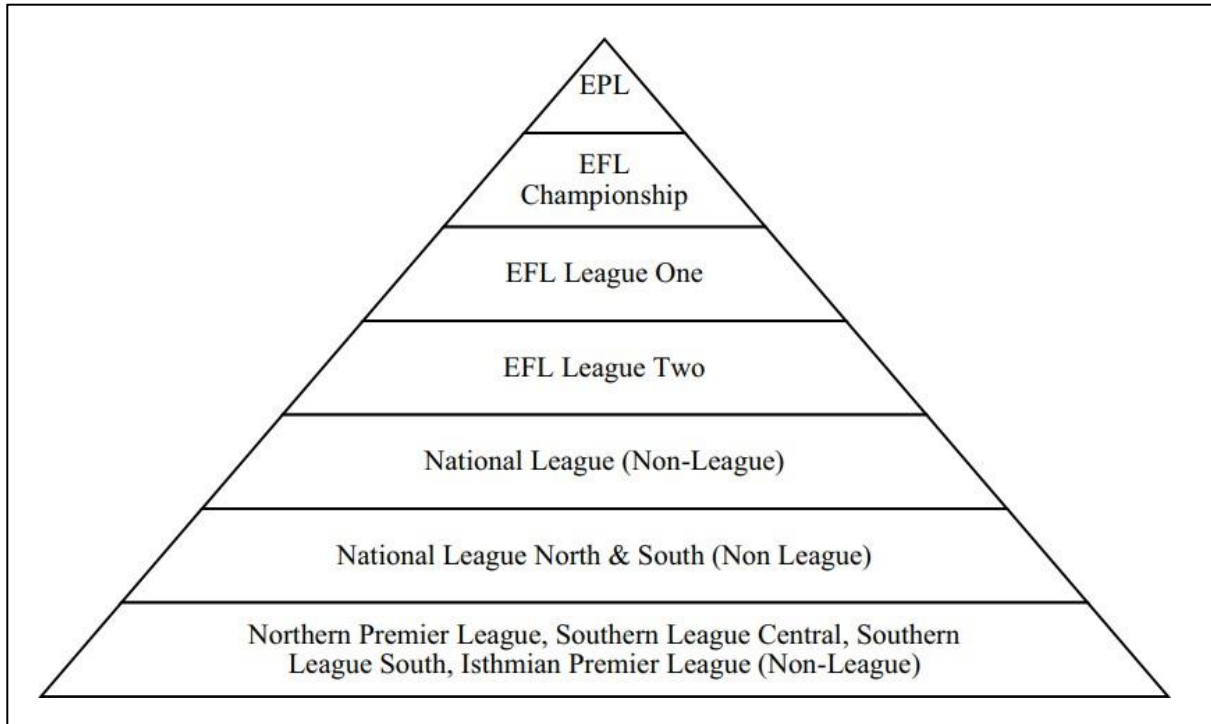 EPL
EFL
Championship
EFL League One
EFL League Two
National League (Non-League)
National League North & South (Non League)
Northern Premier League, Southern League Central, Southern
League South, Isthmian Premier League (Non-League)